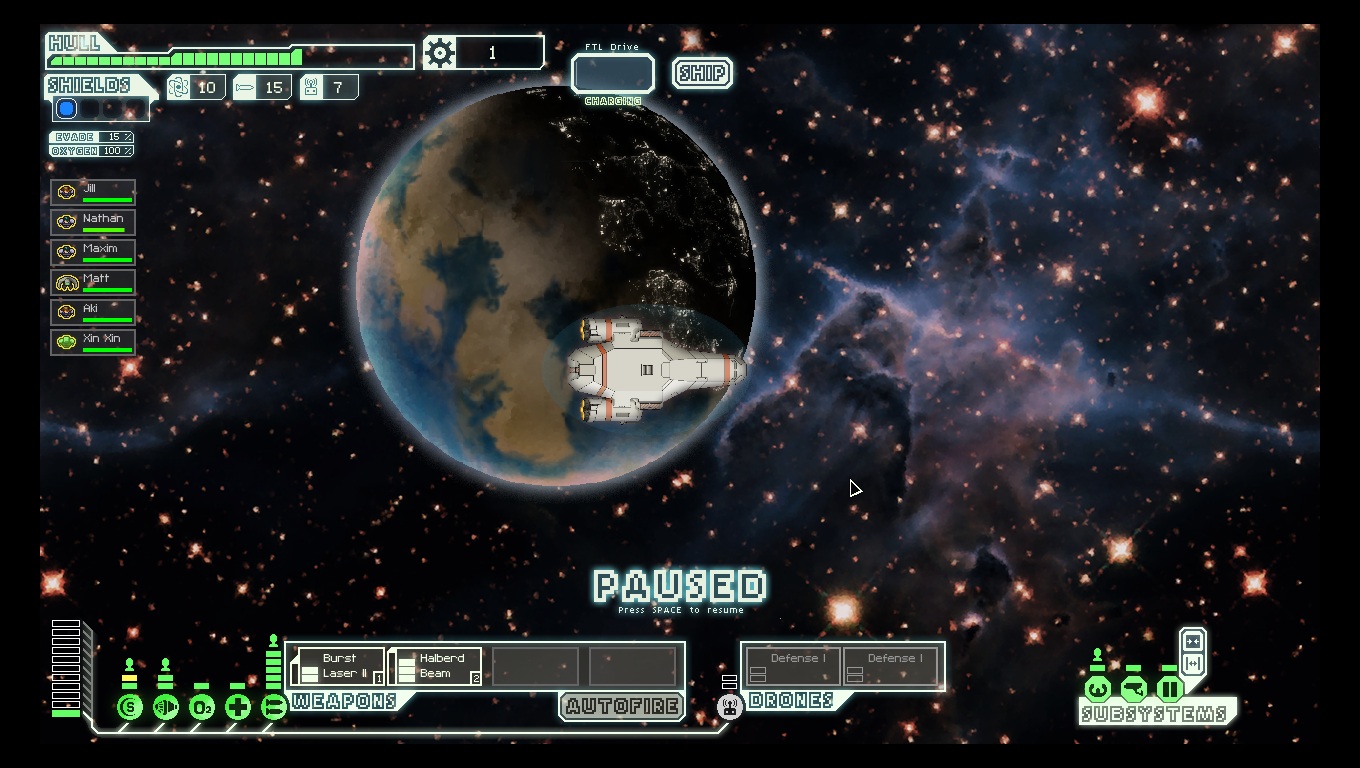 HULL
1
FTL Drive
SHIP
CHARGING
SHIELDS
10
15
7
EVADE 15 %
OXYGEN 100 %
Jill
Nathan
Maxim
Matt
Aki
Xin Xin
PAUSED
Press SPACE to resume
Burst
Laser II 1
Halberd
Beam 2
Defense I
Defense I
S
O2
WEAPONS
AUTOFIRE
DRONES
SUBSYSTEMS